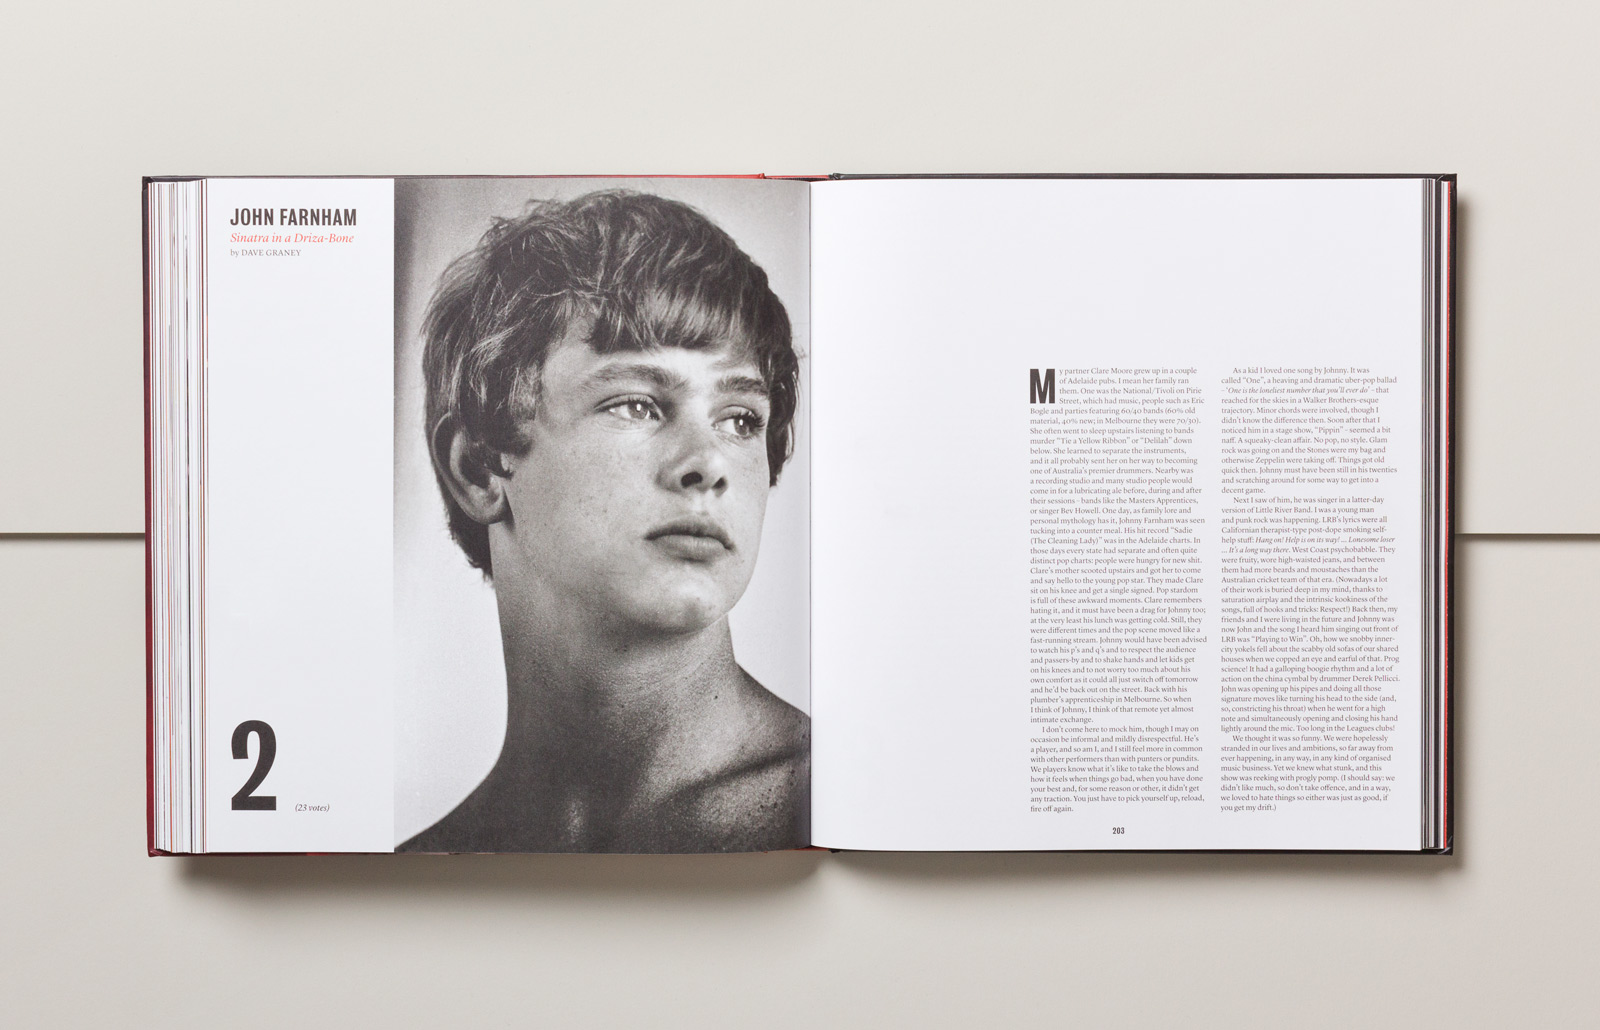 JOHN FARNHAM
Sinatra in a Driza-Bone
by DAVE GRANEY
2
(23 votes)
My partner Clare Moore grew up in a couple
of Adelaide pubs. I mean her family ran
them. One was the National/Tivoli on Pirie
Street, which had music, people such as Eric
Bogle and parties featuring 60/40 bands (60% old
material, 40% new; in Melbourne they were 70/30).
She often went to sleep upstairs listening to bands
murder “Tie a Yellow Ribbon” or “Delilah” down
below. She learned to separate the instruments,
and it all probably sent her on her way to becoming
one of Australia’s premier drummers. Nearby was
a recording studio and many studio people would
come in for a lubricating ale before, during and after
their sessions - bands like the Masters Apprentices,
or singer Bev Howell. One day, as family lore and
personal mythology has it, Johnny Farnham was seen
tucking into a counter meal. His hit record “Sadie
(The Cleaning Lady)” was in the Adelaide charts. In
those days every state had separate and often quite
distinct pop charts: people were hungry for new shit.
Clare’s mother scooted upstairs and got her to come
and say hello to the young pop star. They made Clare
sit on his knee and get a single signed. Pop stardom
is full of these awkward moments. Clare remembers
hating it, and it must have been a drag for Johnny too;
at the very least his lunch was getting cold. Still, they
were different times and the pop scene moved like a
fast-running stream. Johnny would have been advised
to watch his p’s and q’s and to respect the audience
and passers-by and to shake hands and let kids get
on his knees and to not worry too much about his
own comfort as it could all just switch off tomorrow
and he’d be back out on the street. Back with his
plumber’s apprenticeship in Melbourne. So when
I think of Johnny, I think of that remote yet almost
intimate exchange.
I don’t come here to mock him, though I may on
occasion be informal and mildly disrespectful. He’s
a player, and so am I, and I still feel more in common
with other performers than with punters or pundits.
We players know what it’s like to take the blows and
how it feels when things go bad, when you have done
your best and, for some reason or other, it didn’t get
any traction. You just have to pick yourself up, reload,
fire off again.
As a kid I loved one song by Johnny. It was
called “One”, a heaving and dramatic uber-pop ballad
- ‘One is the loneliest number that you’ll ever do’ - that
reached for the skies in a Walker Brothers-esque
trajectory. Minor chords were involved, though I
didn’t know the difference then. Soon after that I
noticed him in a stage show, “Pippin” - seemed a bit
naff. A squeaky-clean affair. No pop, no style. Glam
rock was going on and the Stones were my bag and
otherwise Zeppelin were taking off. Things got old
quick then. Johnny must have been still in his twenties
and scratching around for some way to get into a
decent game.
Next I saw of him, he was singer in a latter-day
version of Little River Band. I was a young man
and punk rock was happening. LRB’s lyrics were all
Californian therapist-type post-dope smoking self-
help stuff: Hang on! Help is on its way! ... Lonesome loser
... It’s a long way there. West Coast psychobabble. They
were fruity, wore high-waisted jeans, and between
them had more beards and moustaches than the
Australian cricket team of that era. (Nowadays a lot
of their work is buried deep in my mind, thanks to
saturation airplay and the intrinsic kookiness of the
songs, full of hooks and tricks: Respect!) Back then, my
friends and I were living in the future and Johnny was
now John and the song I heard him singing out front of
LRB was “Playing to Win”. Oh, how we snobby inner-
city yokels fell about the scabby old sofas of our shared
houses when we copped an eye and earful of that. Prog
science! It had a galloping boogie rhythm and a lot of
action on the china cymbal by drummer Derek Pellicci.
John was opening up his pipes and doing all those
signature moves like turning his head to the side (and,
so, constricting his throat) when he went for a high
note and simultaneously opening and closing his hand
lightly around the mic. Too long in the Leagues clubs!
We thought it was so funny. We were hopelessly
stranded in our lives and ambitions, so far away from
ever happening, in any way, in any kind of organised
music business. Yet we knew what stunk, and this
show was reeking with progly pomp. (I should say: we
didn’t like much, so don’t take offence, and in a way,
we loved to hate things so either was just as good, if
you get my drift.)
203